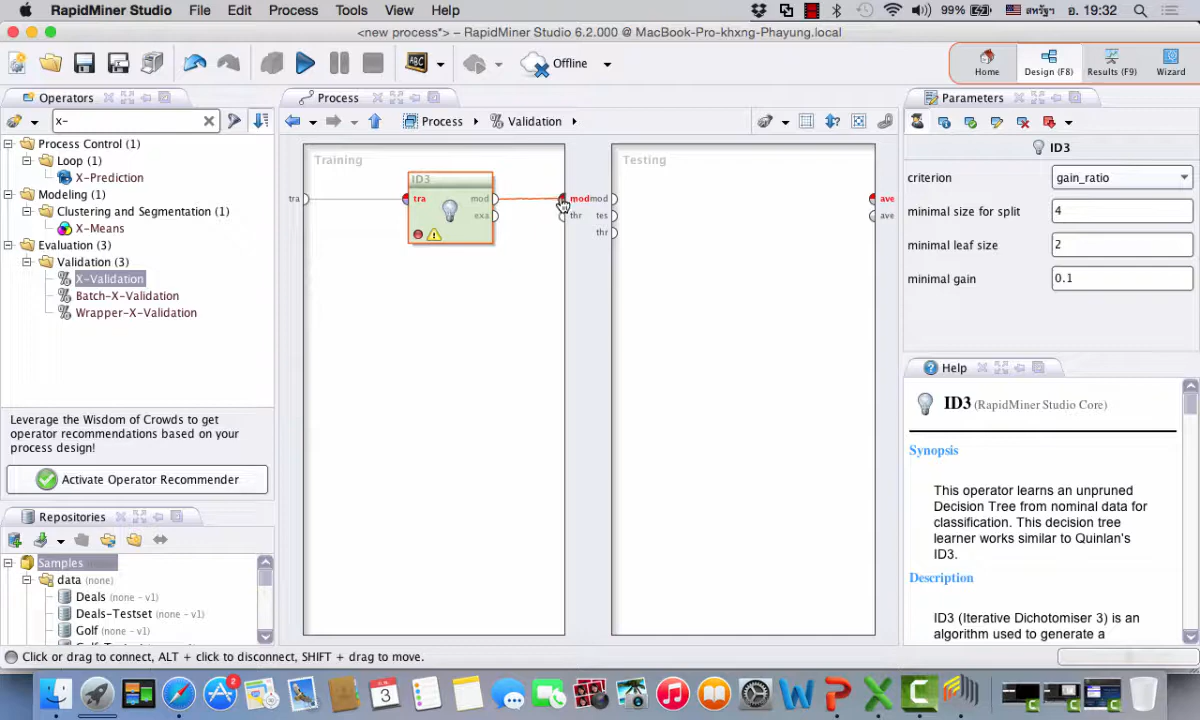 RapidMiner Studio File Edit Process Tools View Help 99% สหรัฐฯ อ. 19:32
<new process*> – RapidMiner Studio 6.2.000 @ MacBook-Pro-khxng-Phayung.local
ABC Offline Home Design (F8) Results (F9) Wizard
Operators Process Parameters
x- Process Validation
Process Control (1)
Loop (1)
X-Prediction
Modeling (1)
Clustering and Segmentation (1)
X-Means
Evaluation (3)
Validation (3)
X-Validation
Batch-X-Validation
Wrapper-X-Validation
Leverage the Wisdom of Crowds to get
operator recommendations based on your
process design!
Activate Operator Recommender
Repositories
Samples
data (none)
Deals (none – v1)
Deals-Testset (none – v1)
Golf (none – v1)
Training
tra
ID3
tra mod
exa
mod
thr
Testing
mod
tes
thr
ave
ave
ID3
criterion gain_ratio
minimal size for split 4
minimal leaf size 2
minimal gain 0.1
Help
ID3 (RapidMiner Studio Core)
Synopsis
This operator learns an unpruned
Decision Tree from nominal data for
classification. This decision tree
learner works similar to Quinlan's
ID3.
Description
ID3 (Iterative Dichotomiser 3) is an
algorithm used to generate a
Click or drag to connect, ALT + click to disconnect, SHIFT + drag to move.
2
3